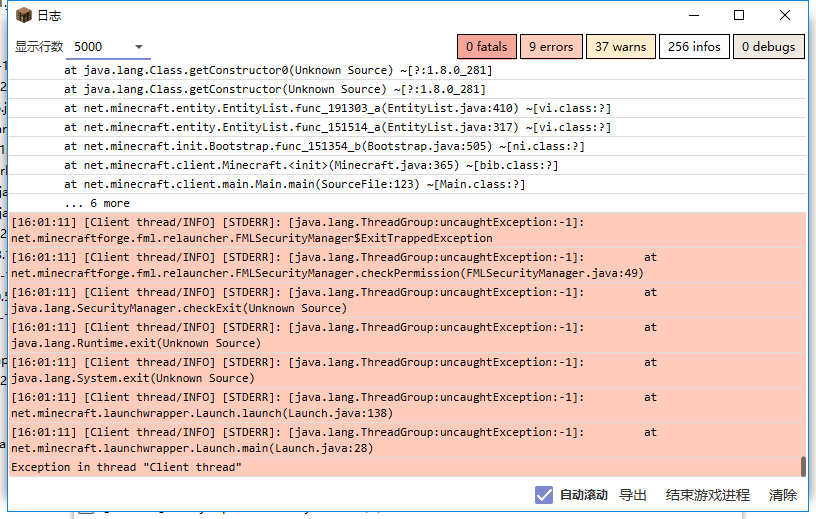 日志
显示行数 5000 0 fatals 9 errors 37 warns 256 infos 0 debugs
at java.lang.Class.getConstructor0(Unknown Source) ~[?:1.8.0_281]
at java.lang.Class.getConstructor(Unknown Source) ~[?:1.8.0_281]
at net.minecraft.entity.EntityList.func_191303_a(EntityList.java:410) ~[vi.class:?]
at net.minecraft.entity.EntityList.func_151514_a(EntityList.java:317) ~[vi.class:?]
at net.minecraft.init.Bootstrap.func_151354_b(Bootstrap.java:505) ~[ni.class:?]
at net.minecraft.client.Minecraft.<init>(Minecraft.java:365) ~[bib.class:?]
at net.minecraft.client.main.Main.main(SourceFile:123) ~[Main.class:?]
... 6 more
[16:01:11] [Client thread/INFO] [STDERR]: [java.lang.ThreadGroup:uncaughtException:-1]:
net.minecraftforge.fml.relauncher.FMLSecurityManager$ExitTrappedException
[16:01:11] [Client thread/INFO] [STDERR]: [java.lang.ThreadGroup:uncaughtException:-1]: at
net.minecraftforge.fml.relauncher.FMLSecurityManager.checkPermission(FMLSecurityManager.java:49)
[16:01:11] [Client thread/INFO] [STDERR]: [java.lang.ThreadGroup:uncaughtException:-1]: at
java.lang.SecurityManager.checkExit(Unknown Source)
[16:01:11] [Client thread/INFO] [STDERR]: [java.lang.ThreadGroup:uncaughtException:-1]: at
java.lang.Runtime.exit(Unknown Source)
[16:01:11] [Client thread/INFO] [STDERR]: [java.lang.ThreadGroup:uncaughtException:-1]: at
java.lang.System.exit(Unknown Source)
[16:01:11] [Client thread/INFO] [STDERR]: [java.lang.ThreadGroup:uncaughtException:-1]: at
net.minecraft.launchwrapper.Launch.launch(Launch.java:138)
[16:01:11] [Client thread/INFO] [STDERR]: [java.lang.ThreadGroup:uncaughtException:-1]: at
net.minecraft.launchwrapper.Launch.main(Launch.java:28)
Exception in thread "Client thread"
自动滚动 导出 结束游戏进程 清除